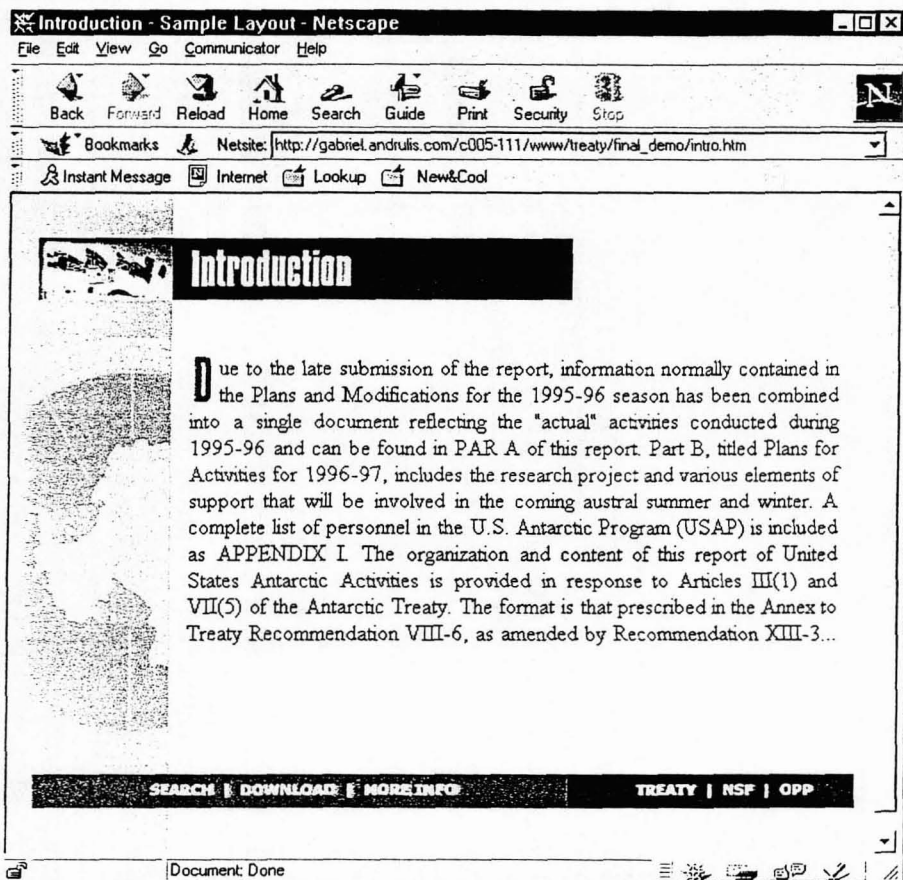 Introduction - Sample Layout - Netscape
File Edit View Go Communicator Help
Back Forward Reload Home Search Guide Print Security Stop
N
Bookmarks Netsite: http://gabriel.andrulis.com/c005-111/www/treaty/final_demo/intro.htm
Instant Message Internet Lookup New&Cool
Introduction
Due to the late submission of the report, information normally contained in
the Plans and Modifications for the 1995-96 season has been combined
into a single document reflecting the "actual" activities conducted during
1995-96 and can be found in PAR A of this report. Part B, titled Plans for
Activities for 1996-97, includes the research project and various elements of
support that will be involved in the coming austral summer and winter. A
complete list of personnel in the U.S. Antarctic Program (USAP) is included
as APPENDIX I. The organization and content of this report of United
States Antarctic Activities is provided in response to Articles III(1) and
VII(5) of the Antarctic Treaty. The format is that prescribed in the Annex to
Treaty Recommendation VIII-6, as amended by Recommendation XIII-3...
SEARCH | DOWNLOAD | MORE INFO TREATY | NSF | OPP
Document: Done